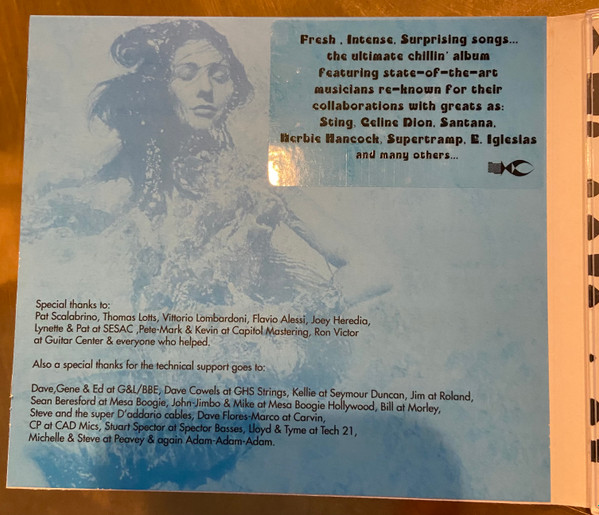 Fresh , Intense, Surprising songs...
the ultimate chillin' album
Featuring state-of-the-art
musicians re-known for their
collaborations with greats as:
Sting, Celine Dion, Santana,
Herbie Hancock, Supertramp, E. Iglesias
and many others...
Special thanks to:
Pat Scalabrino, Thomas Lotts, Vittorio Lombardoni, Flavio Alessi, Joey Heredia,
Lynette & Pat at SESAC ,Pete-Mark & Kevin at Capitol Mastering, Ron Victor
at Guitar Center & everyone who helped.
Also a special thanks for the technical support goes to:
Dave,Gene & Ed at G&L/BBE, Dave Cowels at GHS Strings, Kellie at Seymour Duncan, Jim at Roland,
Sean Beresford at Mesa Boogie, John-Jimbo & Mike at Mesa Boogie Hollywood, Bill at Morley,
Steve and the super D'addario cables, Dave Flores-Marco at Carvin,
CP at CAD Mics, Stuart Spector at Spector Basses, Lloyd & Tyme at Tech 21,
Michelle & Steve at Peavey & again Adam-Adam-Adam.